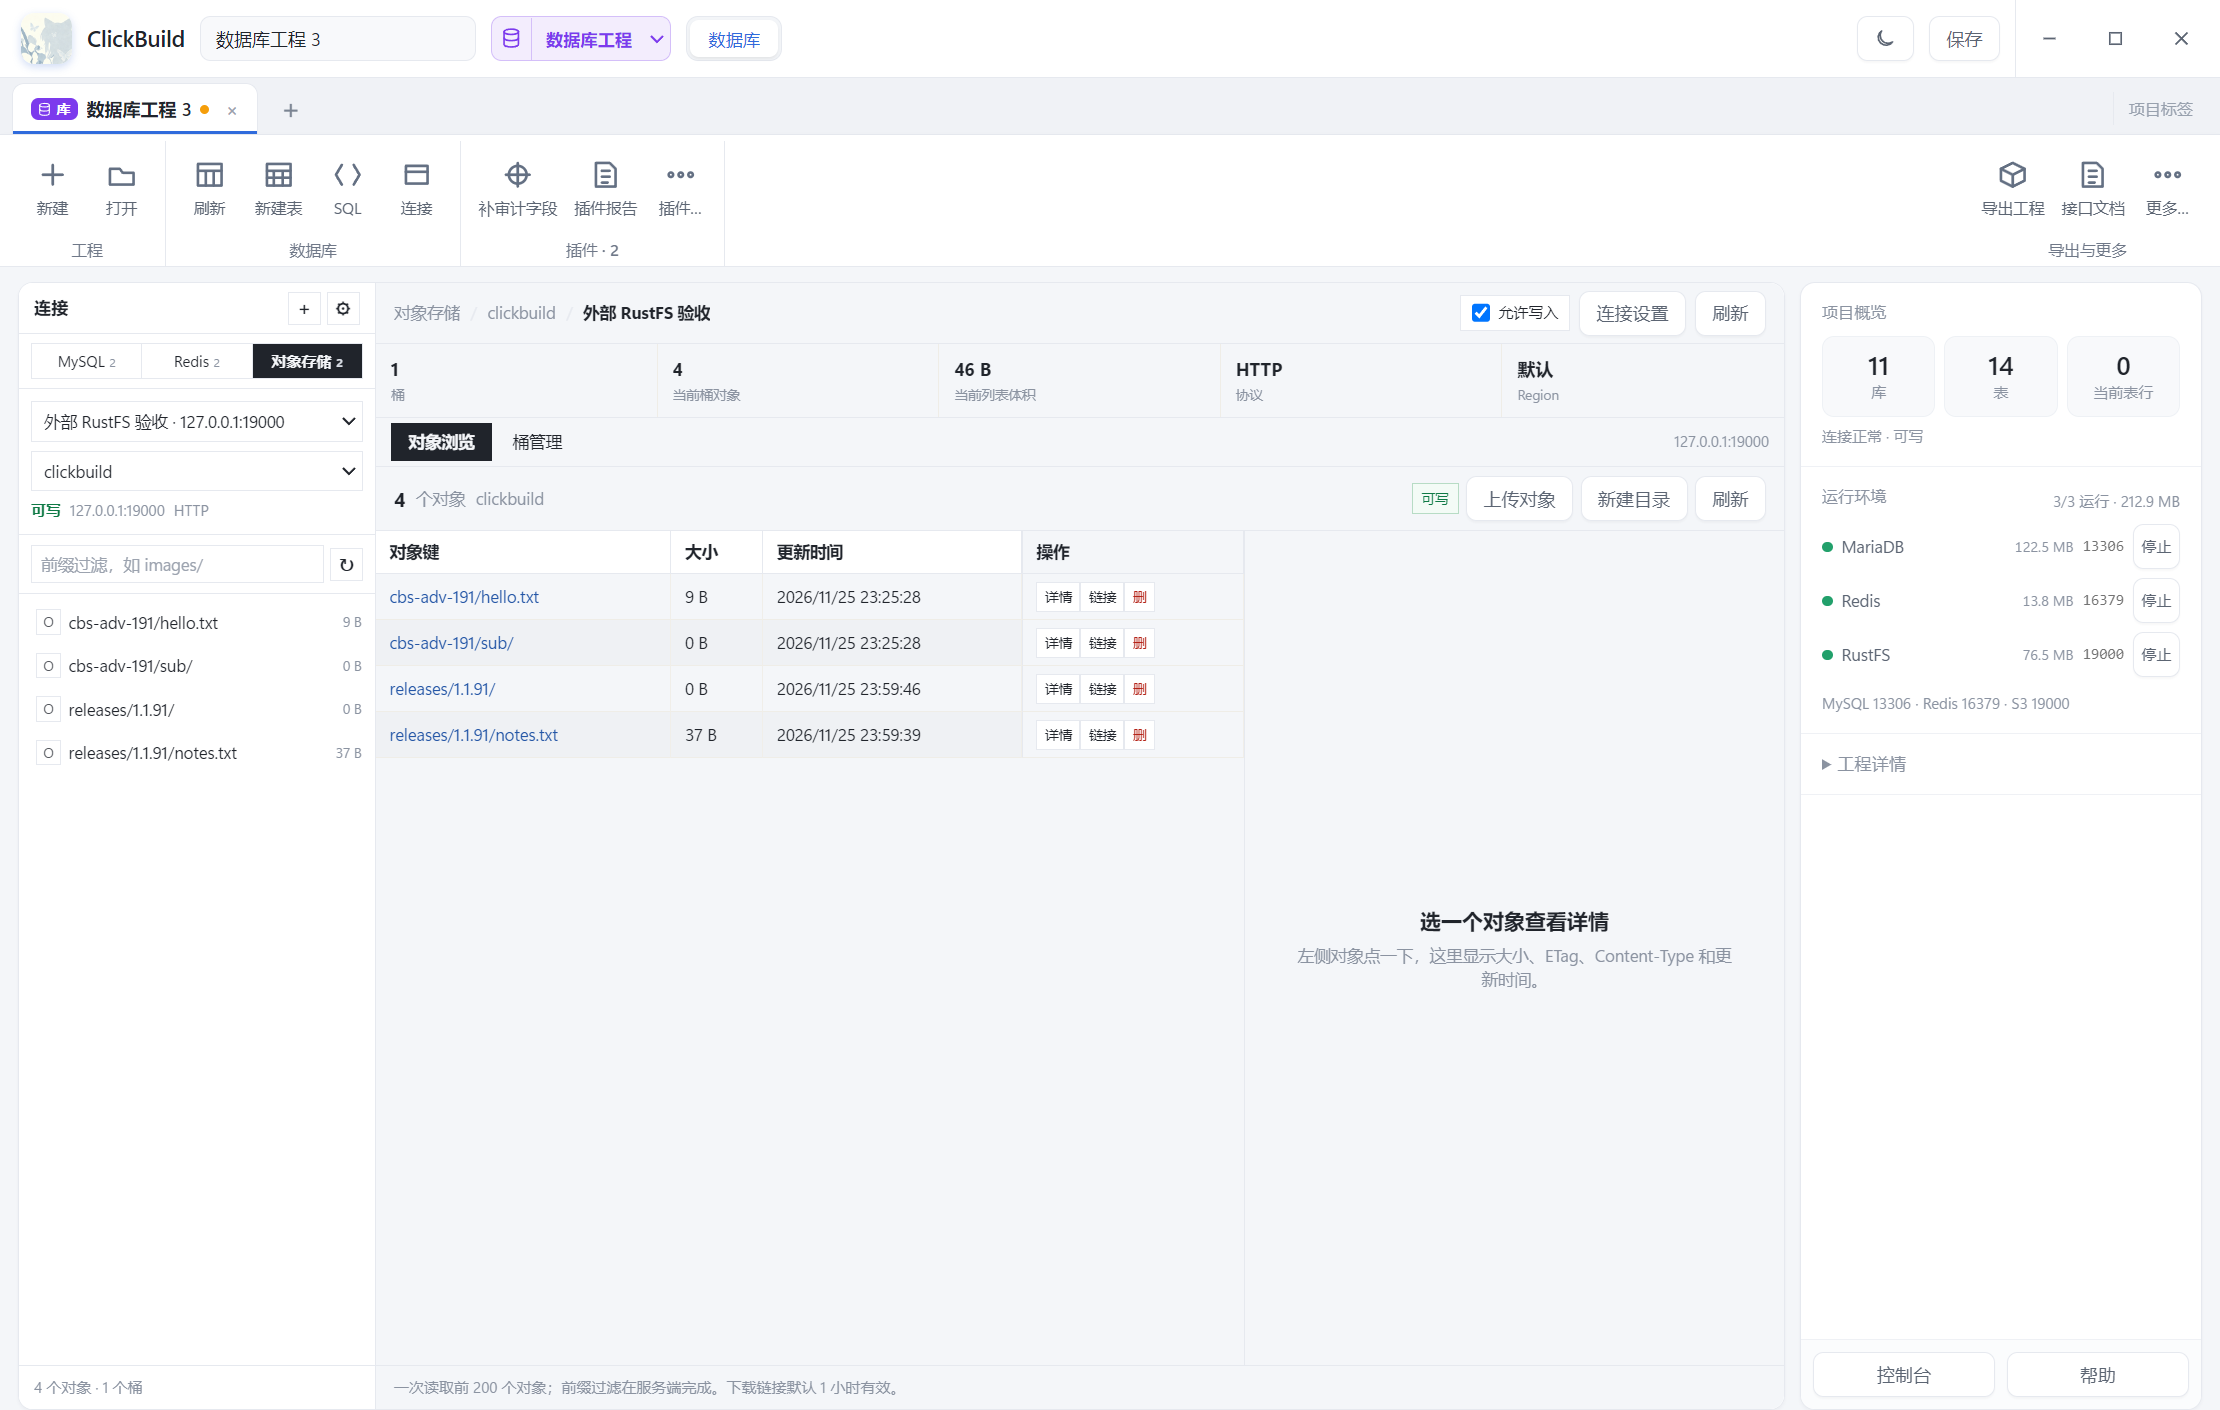 ClickBuild
数据库工程 3
数据库工程
数据库
保存
库 数据库工程 3 ×
+
项目标签
新建
打开
工程
刷新
新建表
SQL
连接
数据库
补审计字段
插件报告
插件...
插件 · 2
导出工程
接口文档
更多...
导出与更多
连接
+
MySQL 2
Redis 2
对象存储 2
外部 RustFS 验收 · 127.0.0.1:19000
clickbuild
可写 127.0.0.1:19000 HTTP
前缀过滤，如 images/
O cbs-adv-191/hello.txt 9 B
O cbs-adv-191/sub/ 0 B
O releases/1.1.91/ 0 B
O releases/1.1.91/notes.txt 37 B
4 个对象 · 1 个桶
对象存储 / clickbuild / 外部 RustFS 验收
允许写入
连接设置
刷新
1
桶
4
当前桶对象
46 B
当前列表体积
HTTP
协议
默认
Region
对象浏览
桶管理
127.0.0.1:19000
4 个对象 clickbuild
可写
上传对象
新建目录
刷新
对象键 大小 更新时间 操作
cbs-adv-191/hello.txt 9 B 2026/11/25 23:25:28 详情 链接 删
cbs-adv-191/sub/ 0 B 2026/11/25 23:25:28 详情 链接 删
releases/1.1.91/ 0 B 2026/11/25 23:59:46 详情 链接 删
releases/1.1.91/notes.txt 37 B 2026/11/25 23:59:39 详情 链接 删
选一个对象查看详情
左侧对象点一下，这里显示大小、ETag、Content-Type 和更
新时间。
一次读取前 200 个对象；前缀过滤在服务端完成。下载链接默认 1 小时有效。
项目概览
11
库
14
表
0
当前表行
连接正常 · 可写
运行环境 3/3 运行 · 212.9 MB
MariaDB 122.5 MB 13306 停止
Redis 13.8 MB 16379 停止
RustFS 76.5 MB 19000 停止
MySQL 13306 · Redis 16379 · S3 19000
工程详情
控制台
帮助